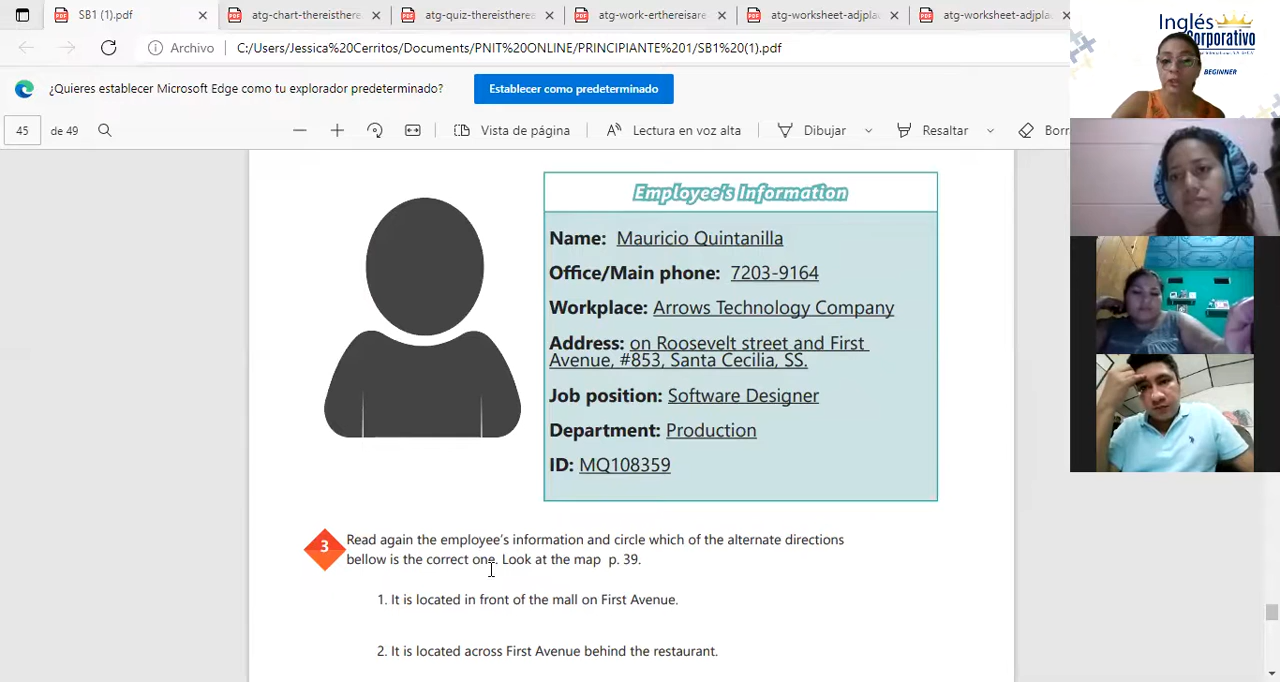 SB1 (1).pdf
atg-chart-thereisthere.
atg-quiz-therei​sthere​a
atg-work-erthereisare
atg-worksheet-adjpla
atg-worksheet-adjpla
Archivo
C:/Users/Jessica%20Cerritos/Documents/PNIT%20ONLINE/PRINCIPIANTE%201/SB1%20(1).pdf
¿Quieres establecer Microsoft Edge como tu explorador predeterminado?
Establecer como predeterminado
45 de 49
Vista de página
Lectura en voz alta
Dibujar
Resaltar
Borr
Inglés
Corporativo
BEGINNER
Employee's Information
Name: Mauricio Quintanilla
Office/Main phone: 7203-9164
Workplace: Arrows Technology Company
Address: on Roosevelt street and First
Avenue, #853, Santa Cecilia, SS.
Job position: Software Designer
Department: Production
ID: MQ108359
3
Read again the employee's information and circle which of the alternate directions
bellow is the correct one. Look at the map p. 39.
1. It is located in front of the mall on First Avenue.
2. It is located across First Avenue behind the restaurant.